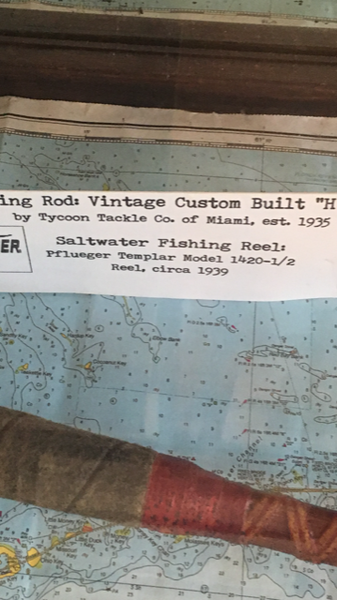 ing Rod: Vintage Custom Built "H
by Tycoon Tackle Co. of Miami, est. 1935
ER
Saltwater Fishing Reel:
Pflueger Templar Model 1420-1/2
Reel, circa 1939